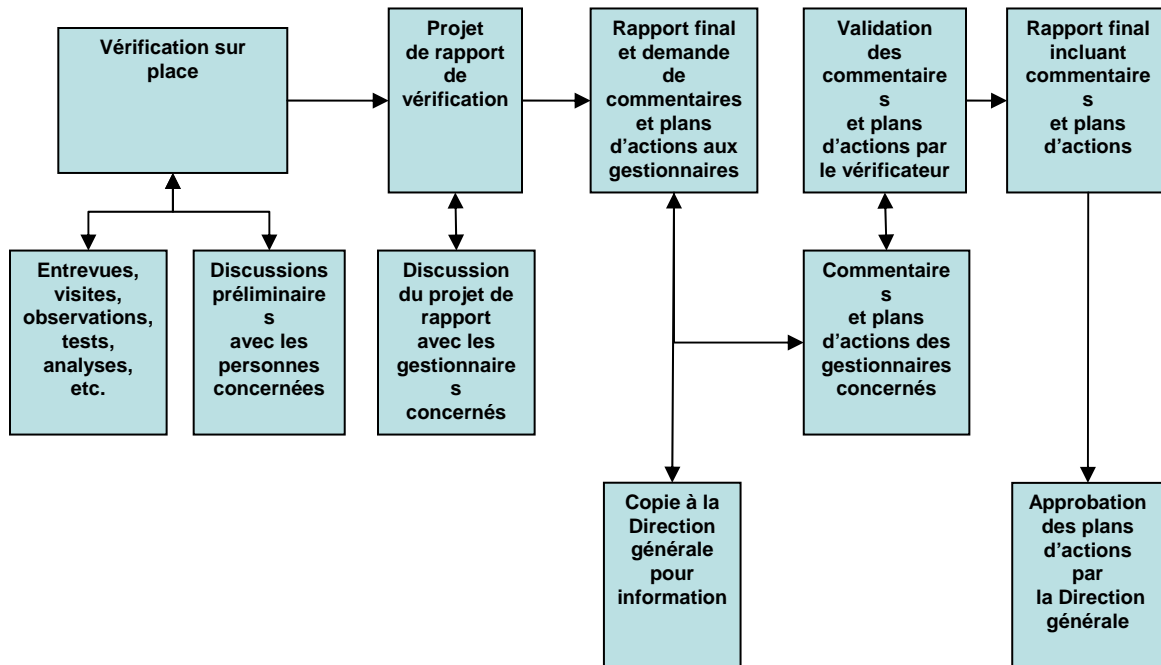 Vérification sur
place
Projet
de rapport
de
vérification
Rapport final
et demande
de
commentaires
et plans
d'actions aux
gestionnaires
Validation
des
commentaire
s
et plans
d'actions par
le vérificateur
Rapport final
incluant
commentaire
s
et plans
d'actions
Entrevues,
visites,
observations,
tests,
analyses,
etc.
Discussions
préliminaire
s
avec les
personnes
concernées
Discussion
du projet de
rapport
avec les
gestionnaire
s
concernés
Commentaire
s
et plans
d'actions des
gestionnaires
concernés
Copie à la
Direction
générale
pour
information
Approbation
des plans
d'actions
par
la Direction
générale